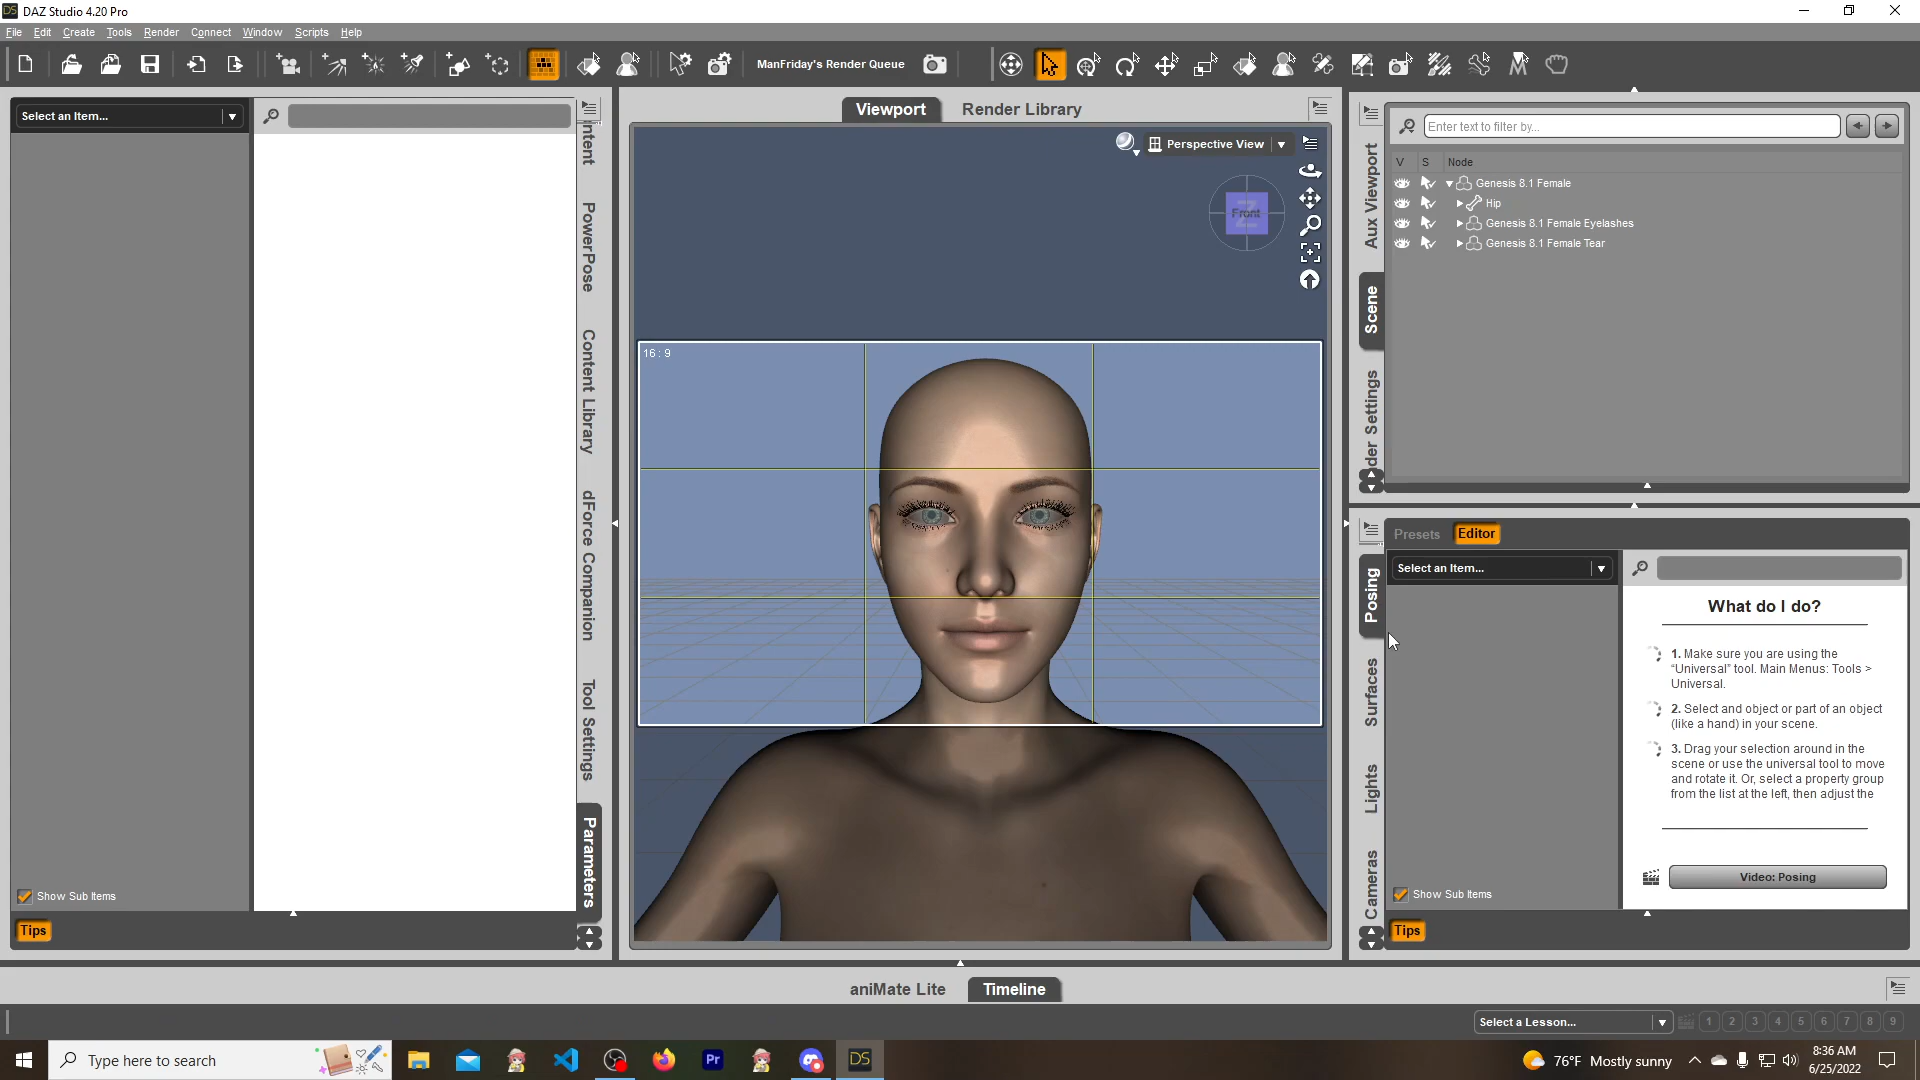 DS DAZ Studio 4.20 Pro
File Edit Create Tools Render Connect Window Scripts Help
ManFriday's Render Queue
Select an Item...
ntent
PowerPose
Content Library
dForce Companion
Tool Settings
Parameters
Show Sub Items
Tips
Viewport Render Library
Perspective View
Front
16 : 9
Aux Viewport
Scene
der Settings
Enter text to filter by...
V S Node
Genesis 8.1 Female
Hip
Genesis 8.1 Female Eyelashes
Genesis 8.1 Female Tear
Presets Editor
Posing
Surfaces
Lights
Cameras
Select an Item...
What do I do?
1. Make sure you are using the
“Universal” tool. Main Menus: Tools >
Universal.
2. Select and object or part of an object
(like a hand) in your scene.
3. Drag your selection around in the
scene or use the universal tool to move
and rotate it. Or, select a property group
from the list at the left, then adjust the
Video: Posing
Show Sub Items
Tips
aniMate Lite Timeline
Select a Lesson... 1 2 3 4 5 6 7 8 9
Type here to search
Pr
DS
76°F Mostly sunny
8:36 AM
6/25/2022